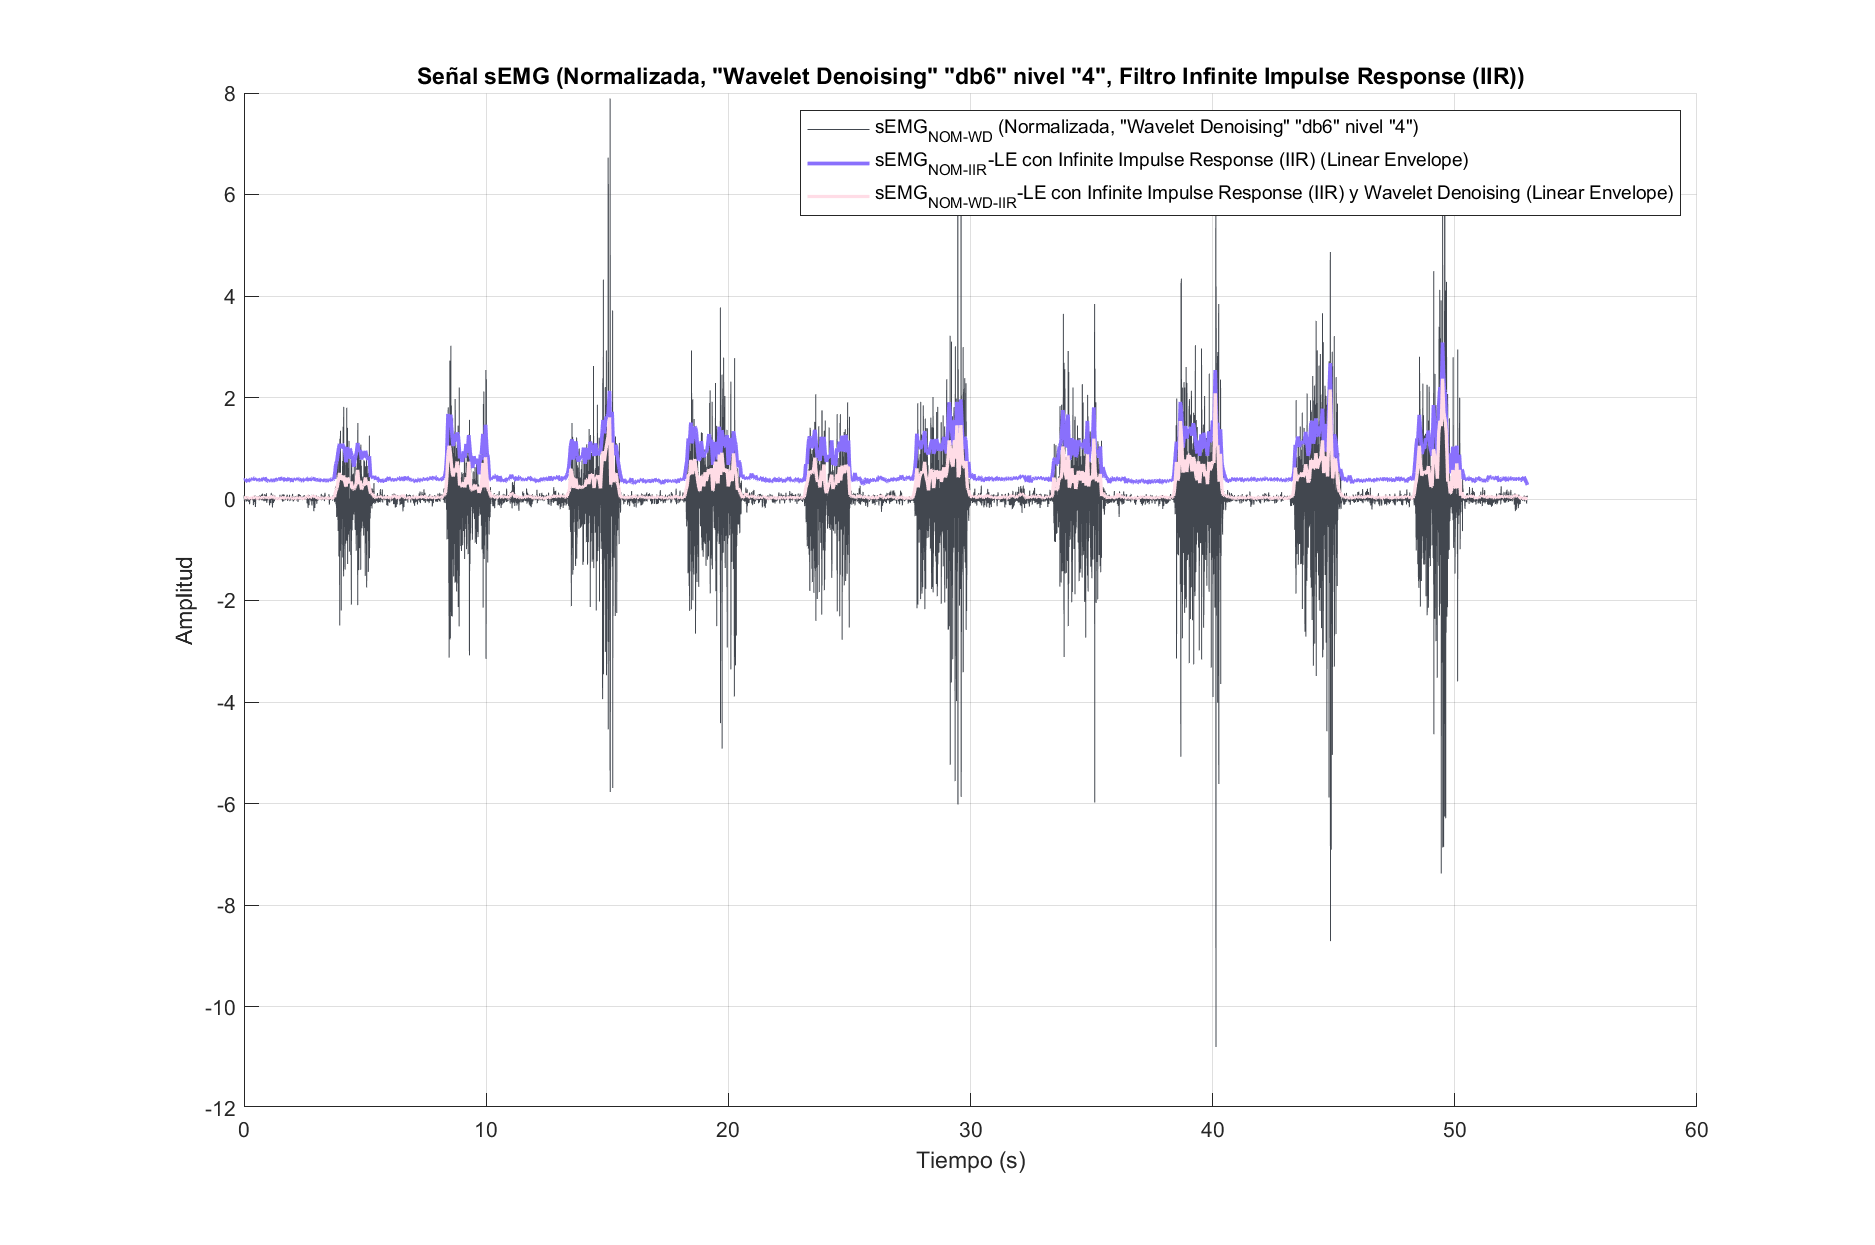 Señal sEMG (Normalizada, "Wavelet Denoising" "db6" nivel "4", Filtro Infinite Impulse Response (IIR))
sEMG_NOM-WD (Normalizada, "Wavelet Denoising" "db6" nivel "4")
sEMG_NOM-IIR-LE con Infinite Impulse Response (IIR) (Linear Envelope)
sEMG_NOM-WD-IIR-LE con Infinite Impulse Response (IIR) y Wavelet Denoising (Linear Envelope)
8
6
4
2
0
-2
-4
-6
-8
-10
-12
Amplitud
0 10 20 30 40 50 60
Tiempo (s)